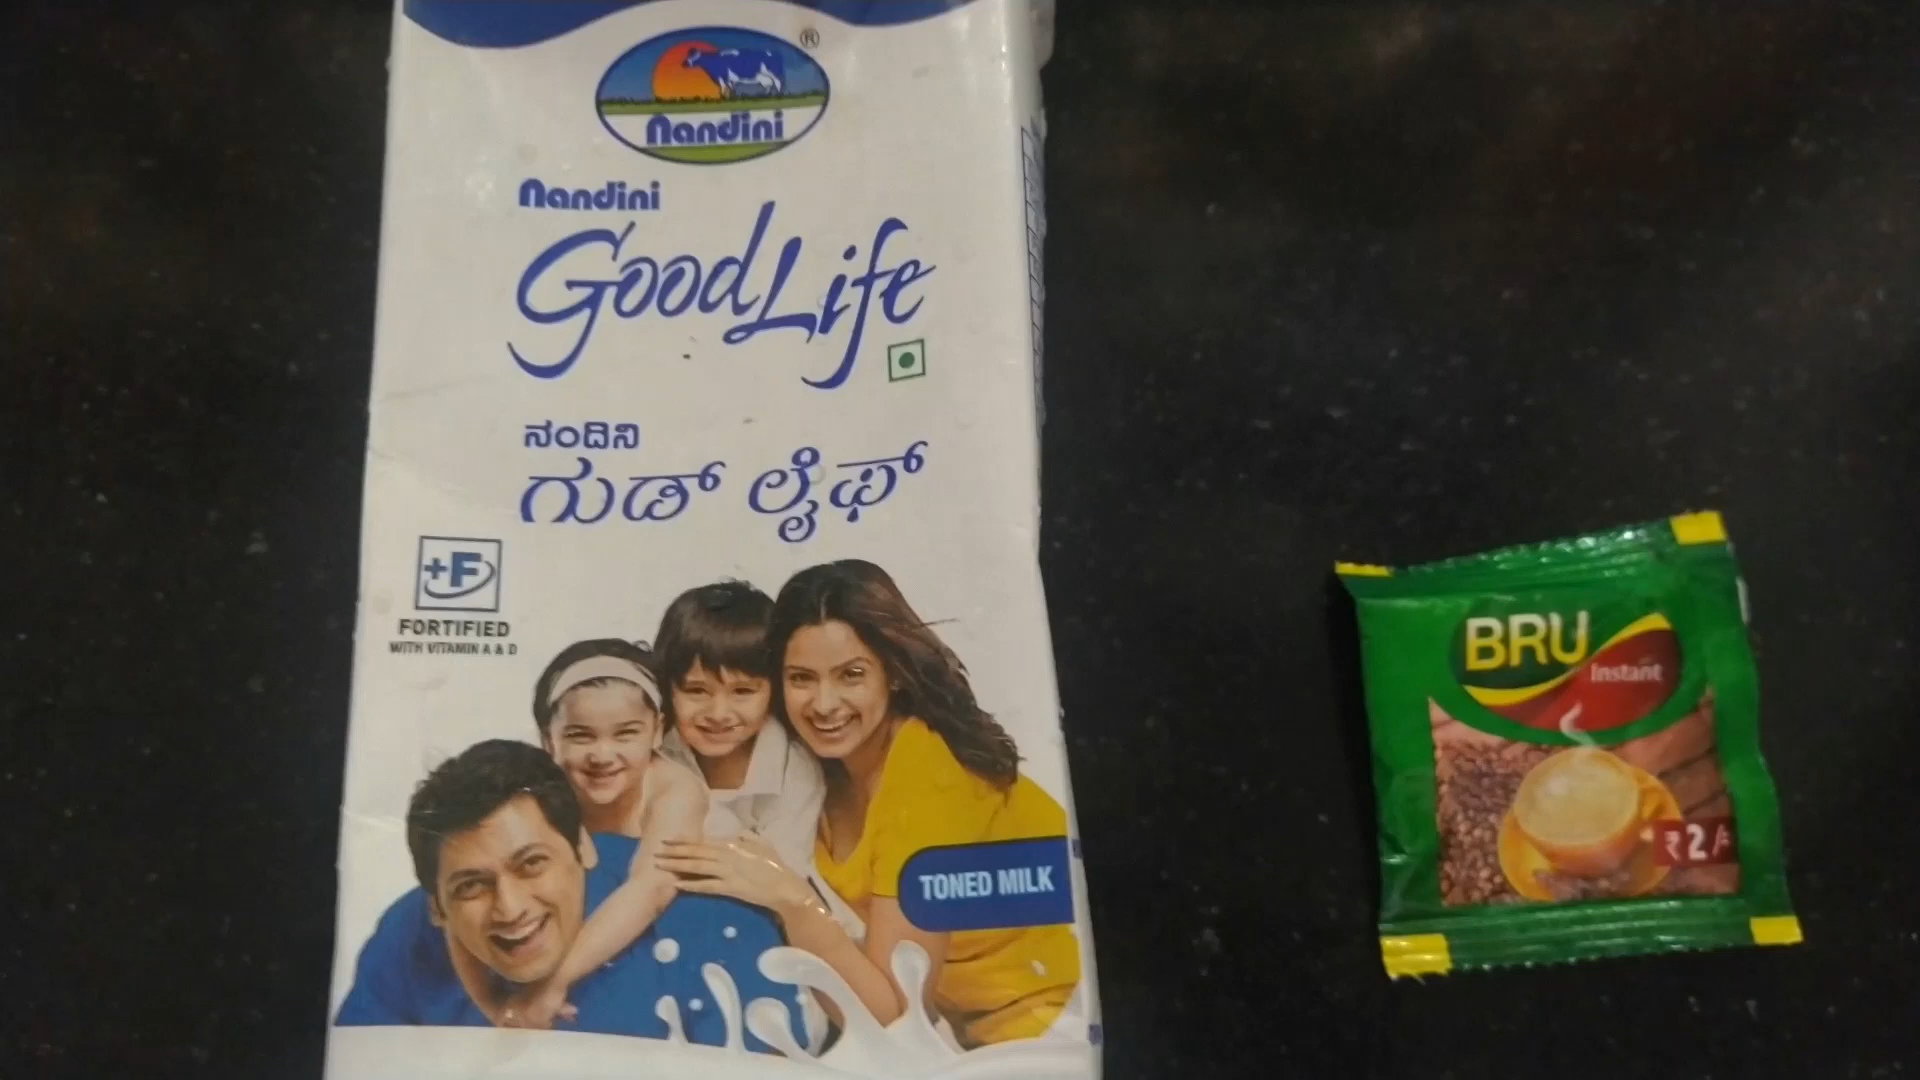 ®
Nandini
Nandini
GoodLife
ನಂದಿನಿ
ಗುಡ್ ಲೈಫ್
+F
FORTIFIED
WITH VITAMIN A & D
TONED MILK
BRU
Instant
₹2/-